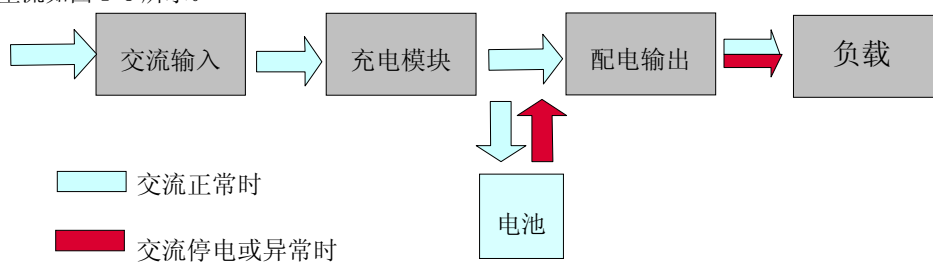 交流输入
充电模块
配电输出
负载
电池
交流正常时
交流停电或异常时